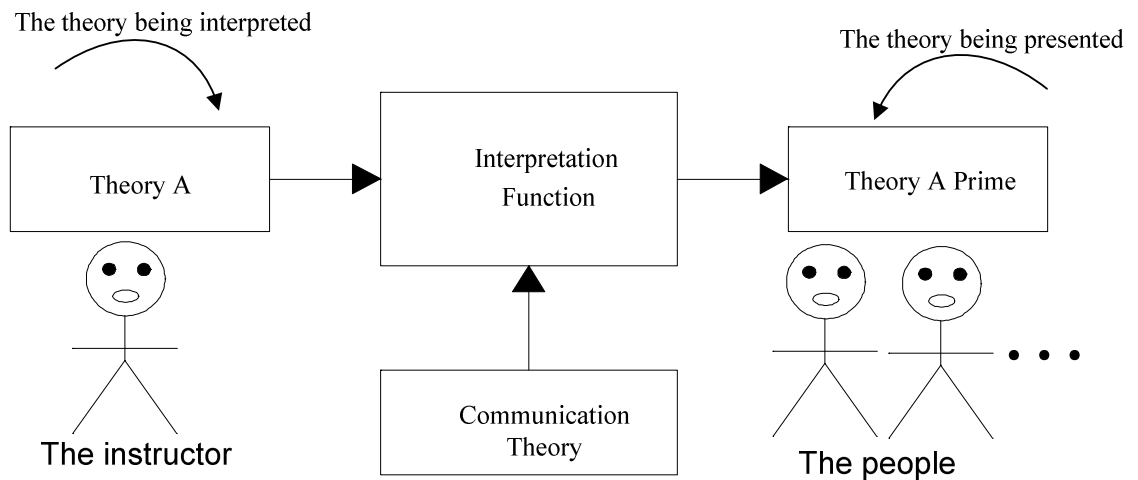 The theory being interpreted
The theory being presented
Theory A
Interpretation
Function
Theory A Prime
Communication
Theory
The instructor
The people